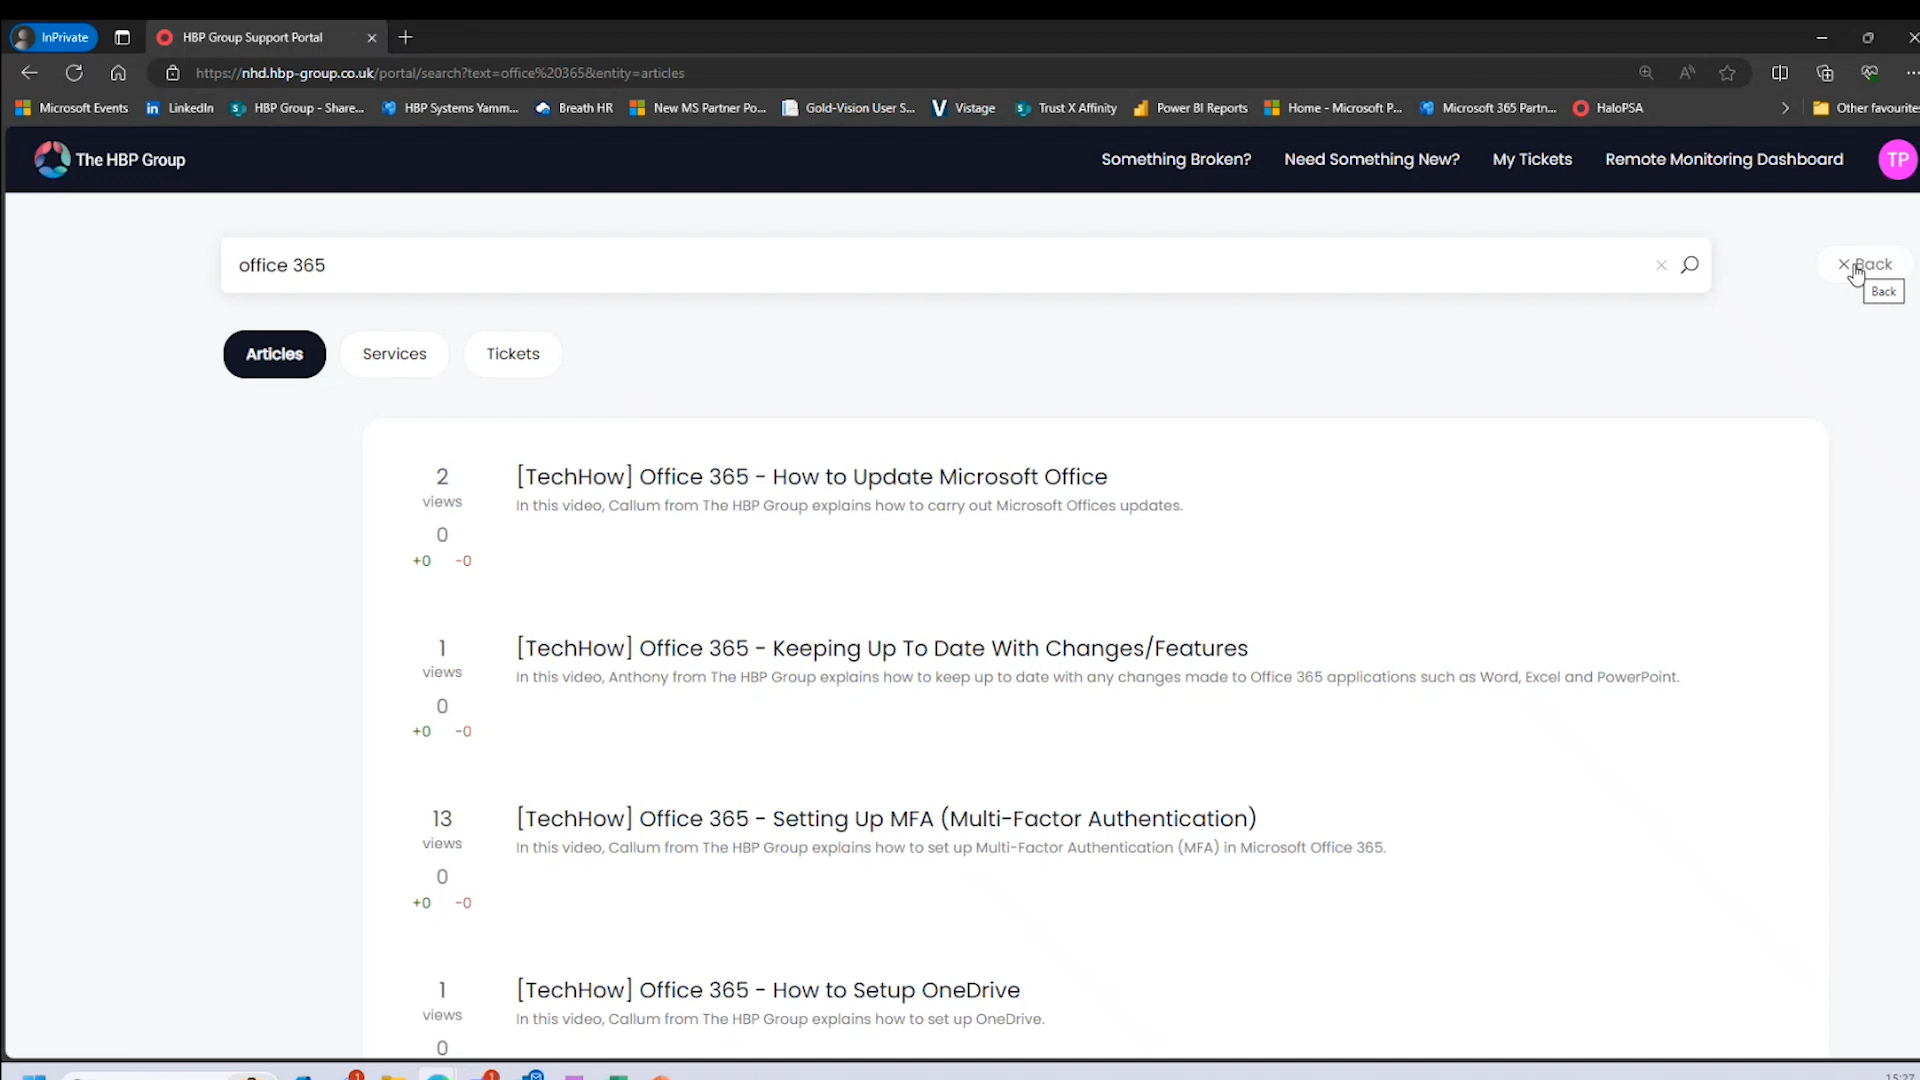 InPrivate
HBP Group Support Portal
https://nhd.hbp-group.co.uk/portal/search?text=office%20365&entity=articles
Microsoft Events
LinkedIn
HBP Group - Share...
HBP Systems Yamm...
Breath HR
New MS Partner Po...
Gold-Vision User S...
Vistage
Trust X Affinity
Power BI Reports
Home - Microsoft P...
Microsoft 365 Partn...
HaloPSA
Other favourites
The HBP Group
Something Broken?
Need Something New?
My Tickets
Remote Monitoring Dashboard
TP
office 365
Back
Back
Articles
Services
Tickets
2
views
0
+0 -0
[TechHow] Office 365 - How to Update Microsoft Office
In this video, Callum from The HBP Group explains how to carry out Microsoft Offices updates.
1
views
0
+0 -0
[TechHow] Office 365 - Keeping Up To Date With Changes/Features
In this video, Anthony from The HBP Group explains how to keep up to date with any changes made to Office 365 applications such as Word, Excel and PowerPoint.
13
views
0
+0 -0
[TechHow] Office 365 - Setting Up MFA (Multi-Factor Authentication)
In this video, Callum from The HBP Group explains how to set up Multi-Factor Authentication (MFA) in Microsoft Office 365.
1
views
0
[TechHow] Office 365 - How to Setup OneDrive
In this video, Callum from The HBP Group explains how to set up OneDrive.
1
1
15:27